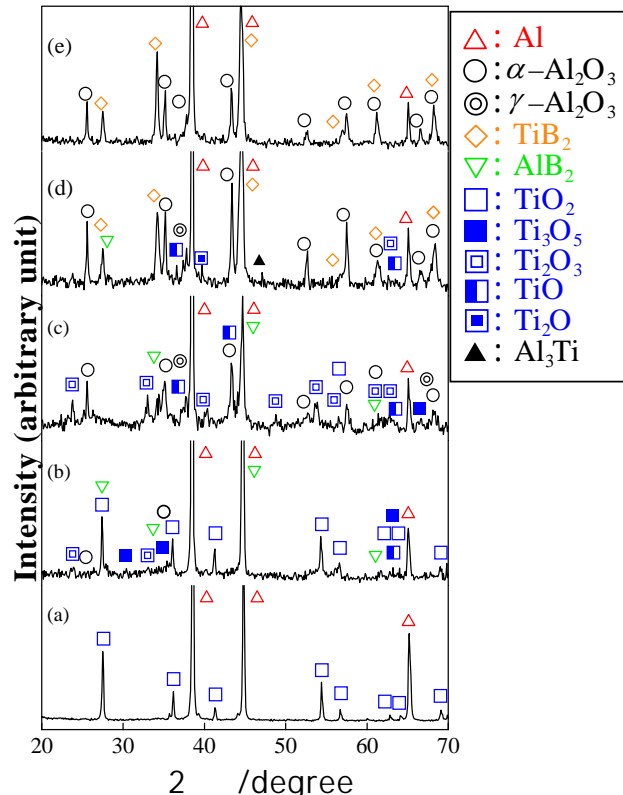 (e)
(d)
(c)
(b)
(a)
Intensity (arbitrary unit)
20 30 40 50 60 70
2 /degree
: Al
: α–Al₂O₃
: γ–Al₂O₃
: TiB₂
: AlB₂
: TiO₂
: Ti₃O₅
: Ti₂O₃
: TiO
: Ti₂O
: Al₃Ti